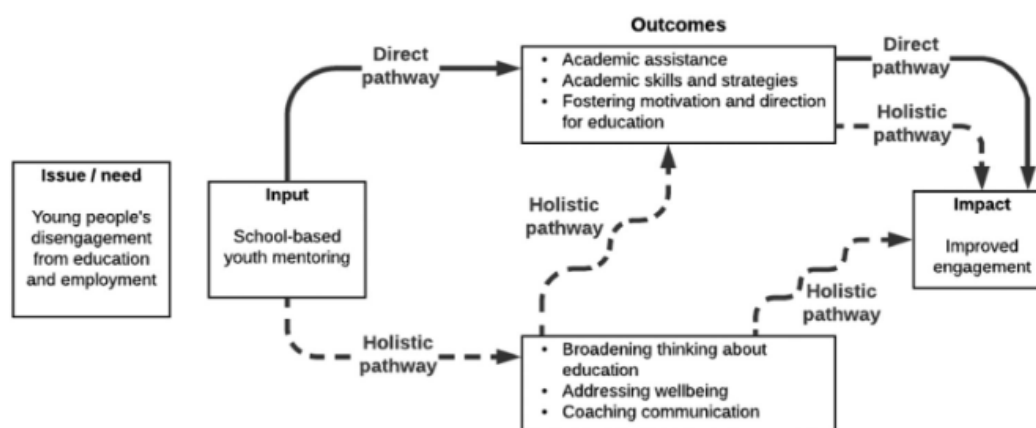 Outcomes
Direct
pathway
• Academic assistance
• Academic skills and strategies
• Fostering motivation and direction
for education
Direct
pathway
Holistic
pathway
Issue / need
Young people's
disengagement
from education
and employment
Input
School-based
youth mentoring
Holistic
pathway
Impact
Improved
engagement
Holistic
pathway
Holistic
pathway
• Broadening thinking about
education
• Addressing wellbeing
• Coaching communication